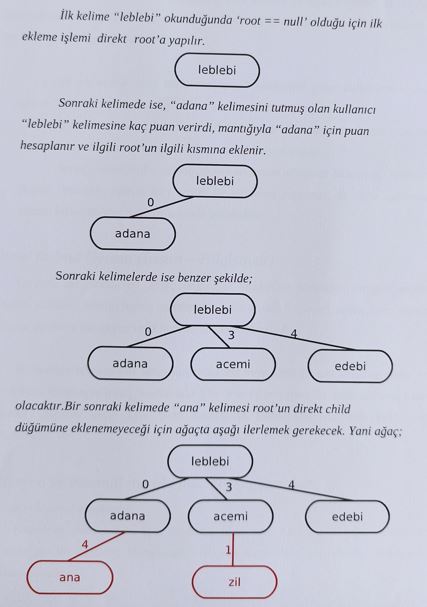 İlk kelime “leblebi” okunduğunda ‘root == null’ olduğu için ilk
ekleme işlemi direkt root’a yapılır.
leblebi
Sonraki kelimede ise, “adana” kelimesini tutmuş olan kullanıcı
“leblebi” kelimesine kaç puan verirdi, mantığıyla “adana” için puan
hesaplanır ve ilgili root’un ilgili kısmına eklenir.
leblebi
0
adana
Sonraki kelimelerde ise benzer şekilde;
leblebi
0 3 4
adana acemi edebi
olacaktır.Bir sonraki kelimede “ana” kelimesi root’un direkt child
düğümüne eklenemeyeceği için ağaçta aşağı ilerlemek gerekecek. Yani ağaç;
leblebi
0 3 4
adana acemi edebi
4 1
ana zil